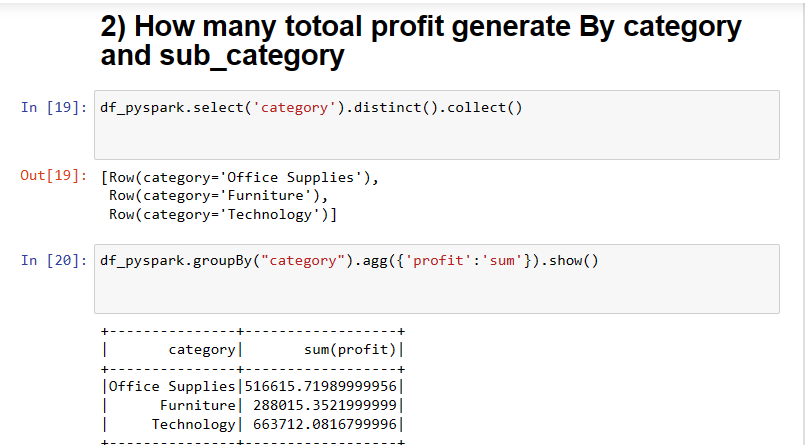 2) How many totoal profit generate By category
and sub_category
In [19]: df_pyspark.select('category').distinct().collect()
Out[19]: [Row(category='Office Supplies'),
Row(category='Furniture'),
Row(category='Technology')]
In [20]: df_pyspark.groupBy("category").agg({'profit':'sum'}).show()
+---------------+------------------+
|       category|       sum(profit)|
+---------------+------------------+
|Office Supplies|516615.71989999956|
|      Furniture| 288015.3521999999|
|     Technology| 663712.0816799996|
+---------------+------------------+